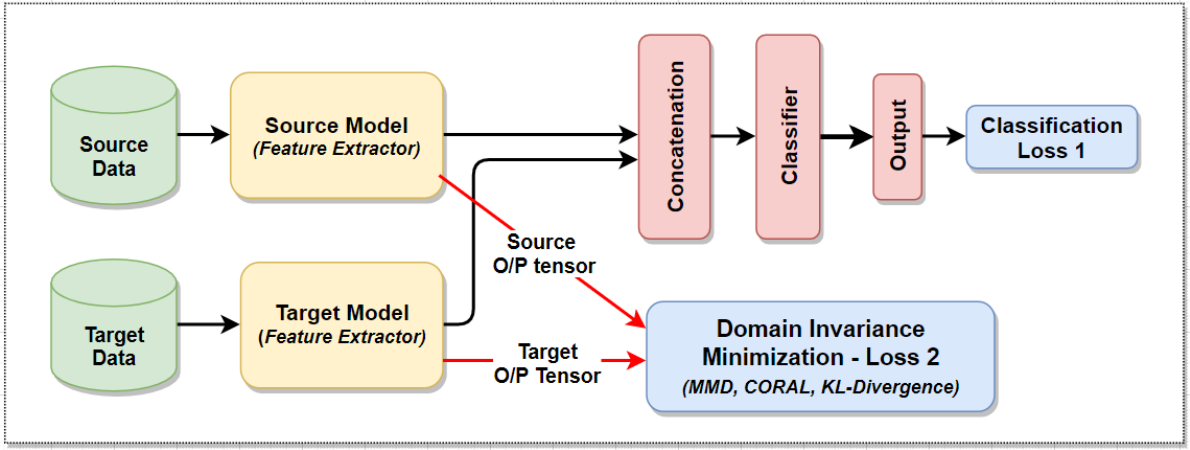 Source
Data
Source Model
(Feature Extractor)
Concatenation
Classifier
Output
Classification
Loss 1
Source
O/P tensor
Target
Data
Target Model
(Feature Extractor)
Target
O/P Tensor
Domain Invariance
Minimization - Loss 2
(MMD, CORAL, KL-Divergence)